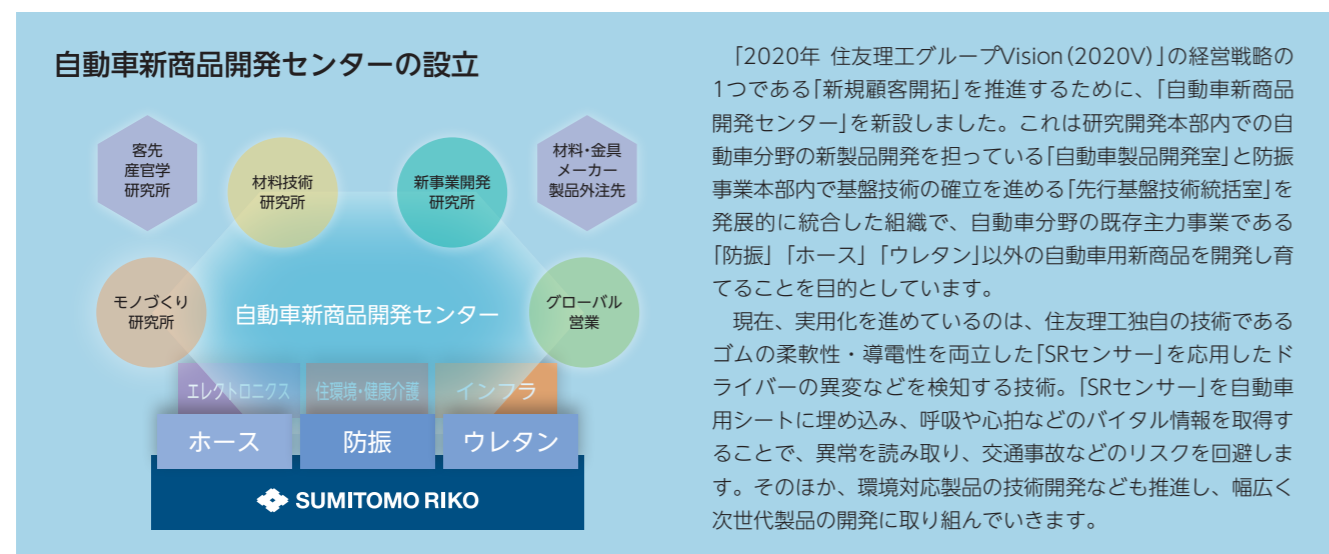 自動車新商品開発センターの設立
客先
産官学
研究所
材料技術
研究所
新事業開発
研究所
材料・金具
メーカー
製品外注先
モノづくり
研究所
自動車新商品開発センター
グローバル
営業
エレクトロニクス
住環境・健康介護
インフラ
ホース
防振
ウレタン
SUMITOMO RIKO
「2020年 住友理工グループVision(2020V)」の経営戦略の
1つである「新規顧客開拓」を推進するために、「自動車新商品
開発センター」を新設しました。これは研究開発本部内での自
動車分野の新製品開発を担っている「自動車製品開発室」と防振
事業本部内で基盤技術の確立を進める「先行基盤技術統括室」を
発展的に統合した組織で、自動車分野の既存主力事業である
「防振」「ホース」「ウレタン」以外の自動車用新商品を開発し育
てることを目的としています。
現在、実用化を進めているのは、住友理工独自の技術である
ゴムの柔軟性・導電性を両立した「SRセンサー」を応用したド
ライバーの異変などを検知する技術。「SRセンサー」を自動車
用シートに埋め込み、呼吸や心拍などのバイタル情報を取得す
ることで、異常を読み取り、交通事故などのリスクを回避しま
す。そのほか、環境対応製品の技術開発なども推進し、幅広く
次世代製品の開発に取り組んでいきます。